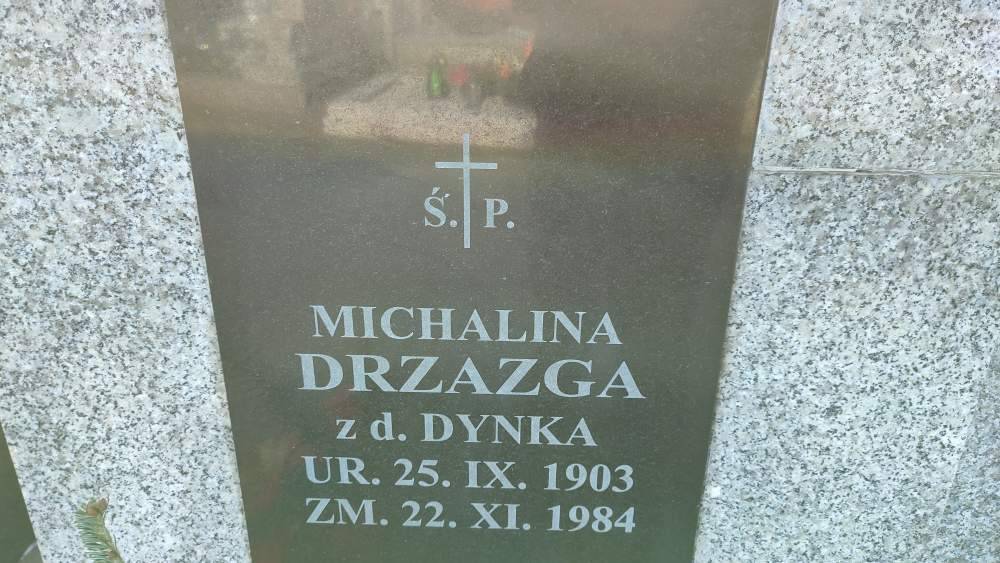 Ś. P.
MICHALINA
DRZAZGA
z d. DYNKA
UR. 25. IX. 1903
ZM. 22. XI. 1984